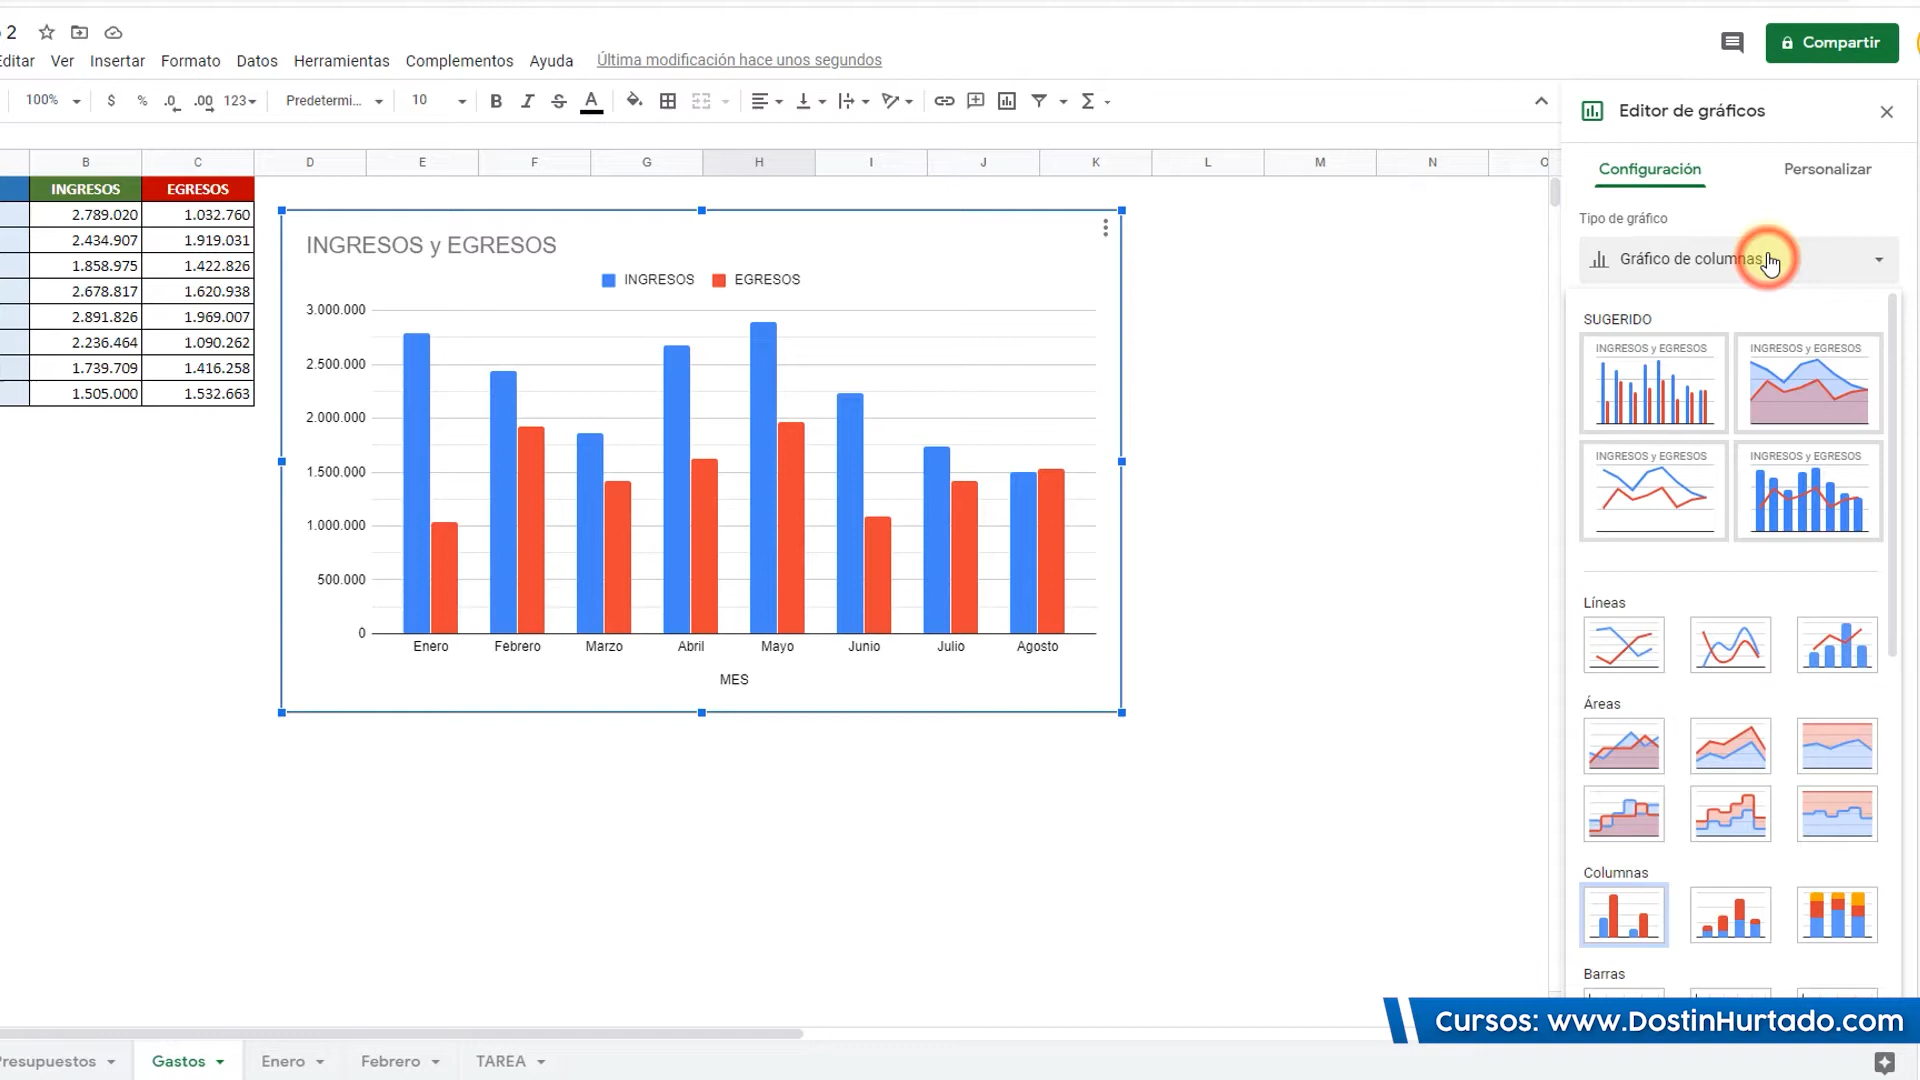 2
Editar Ver Insertar Formato Datos Herramientas Complementos Ayuda Última modificación hace unos segundos
Compartir
100% $ % .0 .00 123 Predetermi... 10 B I S A Σ
Editor de gráficos
Configuración Personalizar
B C D E F G H I J K L M N O
INGRESOS EGRESOS
2.789.020 1.032.760
2.434.907 1.919.031
1.858.975 1.422.826
2.678.817 1.620.938
2.891.826 1.969.007
2.236.464 1.090.262
1.739.709 1.416.258
1.505.000 1.532.663
INGRESOS y EGRESOS
INGRESOS EGRESOS
3.000.000
2.500.000
2.000.000
1.500.000
1.000.000
500.000
0
Enero Febrero Marzo Abril Mayo Junio Julio Agosto
MES
Tipo de gráfico
Gráfico de columnas
SUGERIDO
INGRESOS y EGRESOS INGRESOS y EGRESOS
INGRESOS y EGRESOS INGRESOS y EGRESOS
Líneas
Áreas
Columnas
Barras
Cursos: www.DostinHurtado.com
Presupuestos Gastos Enero Febrero TAREA